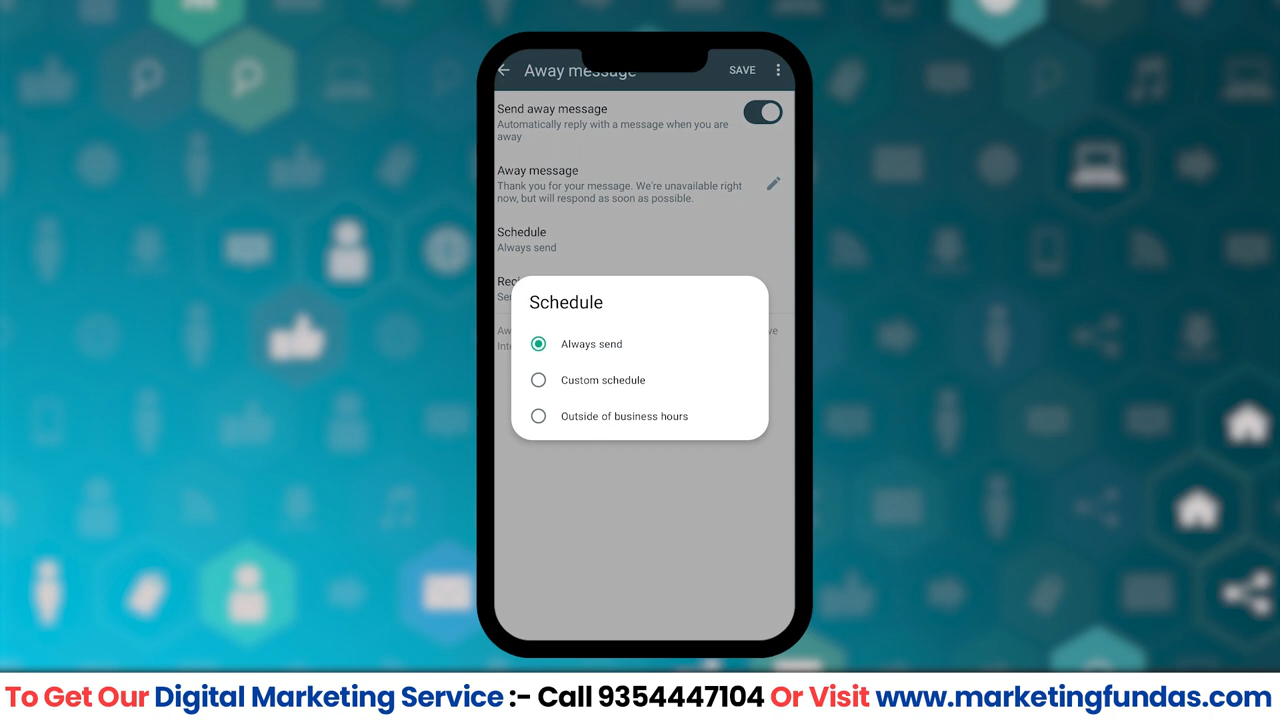 Away message
SAVE
Send away message
Automatically reply with a message when you are
away
Away message
Thank you for your message. We're unavailable right
now, but will respond as soon as possible.
Schedule
Always send
Schedule
Always send
Custom schedule
Outside of business hours
To Get Our Digital Marketing Service :- Call 9354447104 Or Visit www.marketingfundas.com